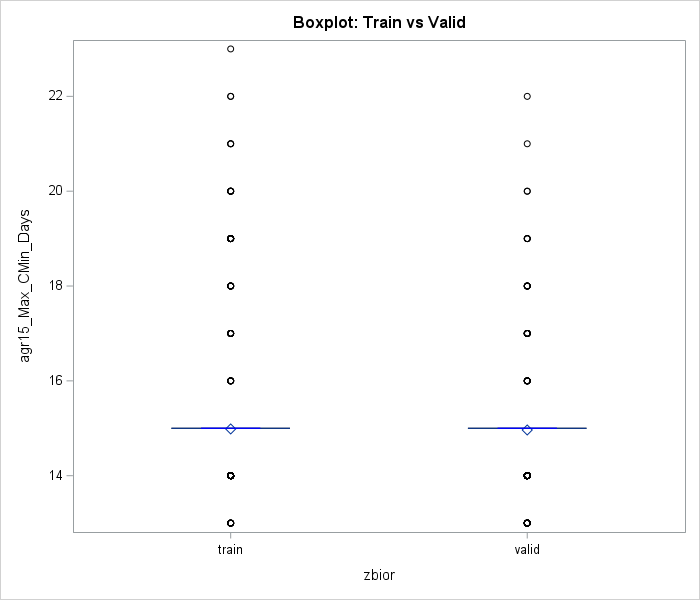 Boxplot: Train vs Valid
22
20
18
16
14
agr15_Max_CMin_Days
train
valid
zbior